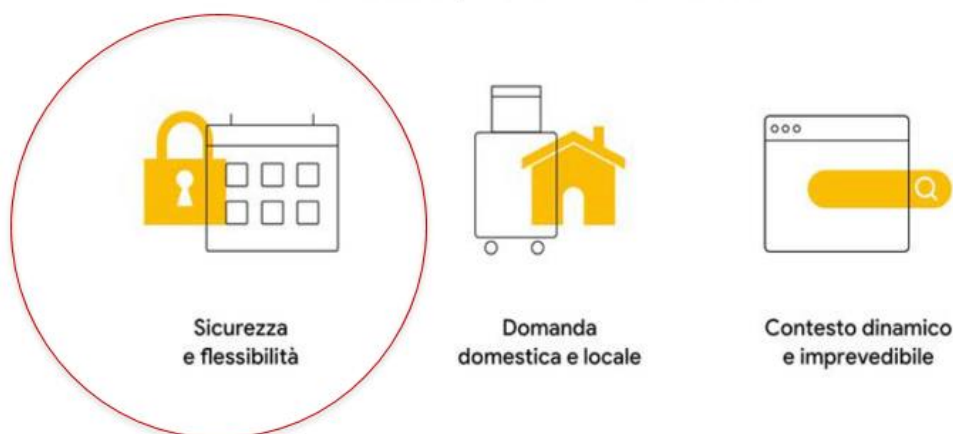 Sicurezza
e flessibilità
Domanda
domestica e locale
Contesto dinamico
e imprevedibile